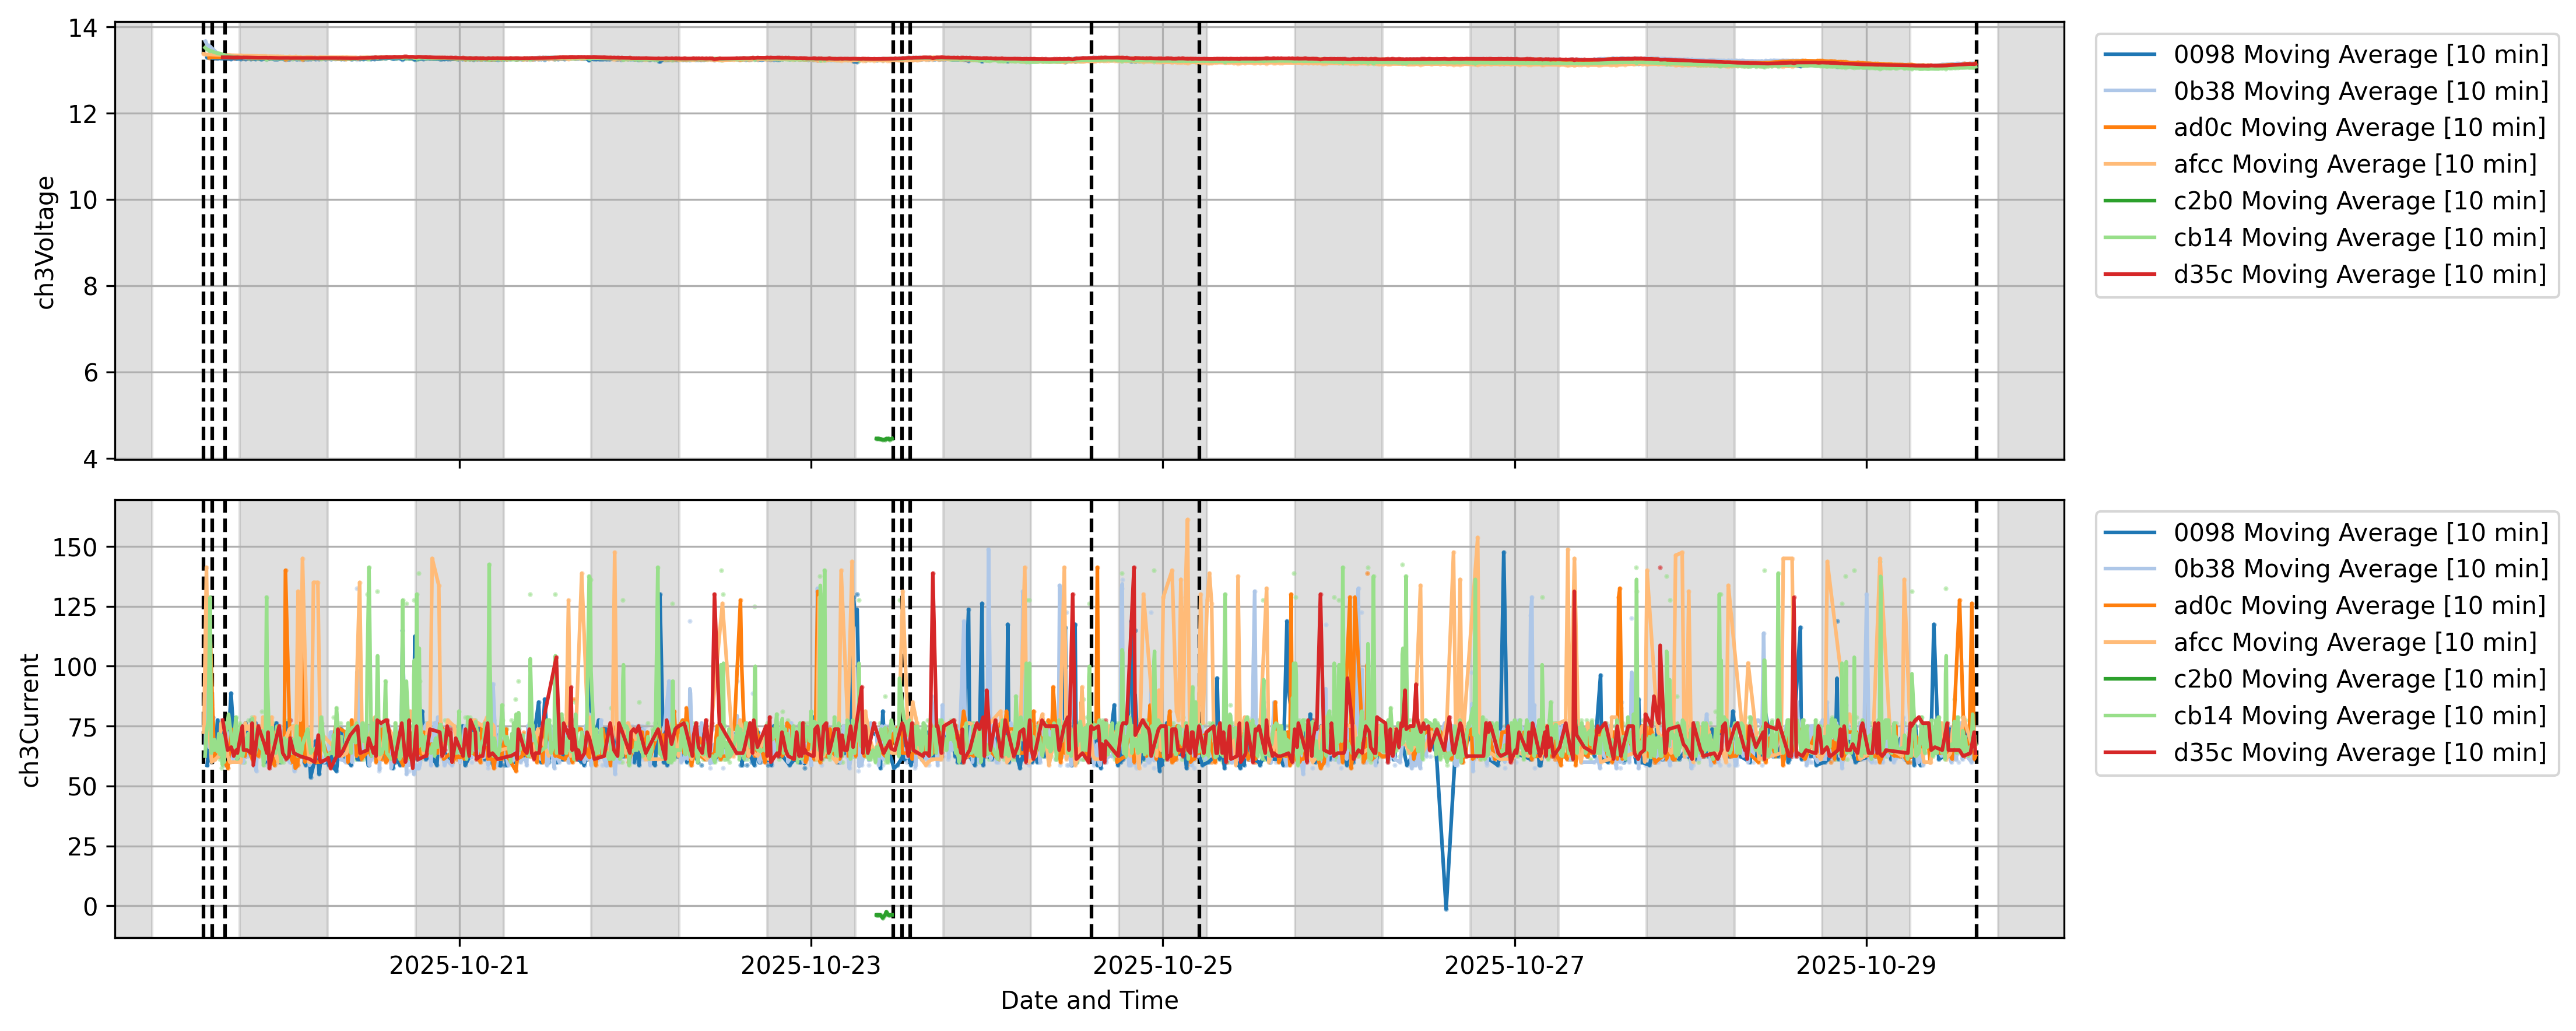 14
12
10
8
6
4
ch3Voltage
0098 Moving Average [10 min]
0b38 Moving Average [10 min]
ad0c Moving Average [10 min]
afcc Moving Average [10 min]
c2b0 Moving Average [10 min]
cb14 Moving Average [10 min]
d35c Moving Average [10 min]
150
125
100
75
50
25
0
ch3Current
0098 Moving Average [10 min]
0b38 Moving Average [10 min]
ad0c Moving Average [10 min]
afcc Moving Average [10 min]
c2b0 Moving Average [10 min]
cb14 Moving Average [10 min]
d35c Moving Average [10 min]
2025-10-21 2025-10-23 2025-10-25 2025-10-27 2025-10-29
Date and Time